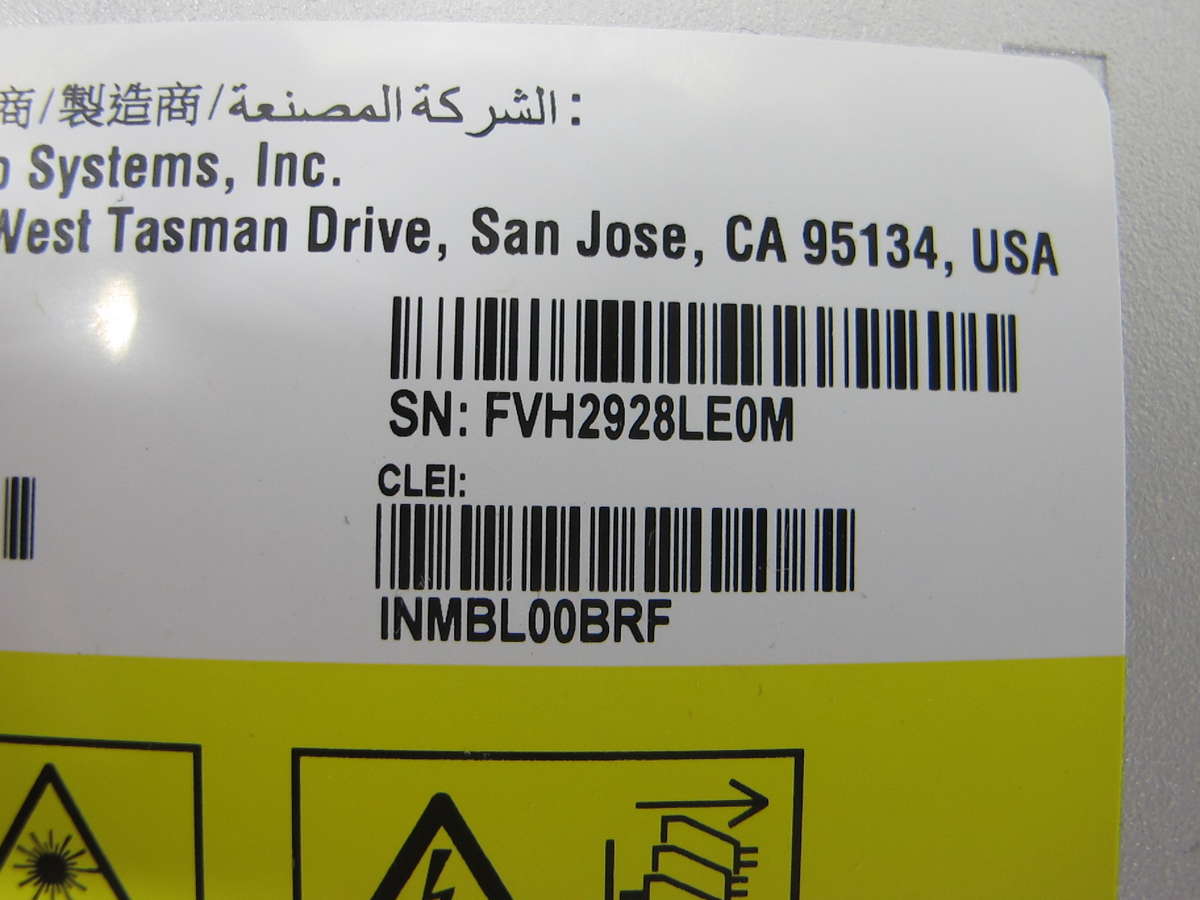 商/製造商/الشركة المصنعة:
Systems, Inc.
West Tasman Drive, San Jose, CA 95134, USA
SN: FVH2928LE0M
CLEI:
INMBL00BRF